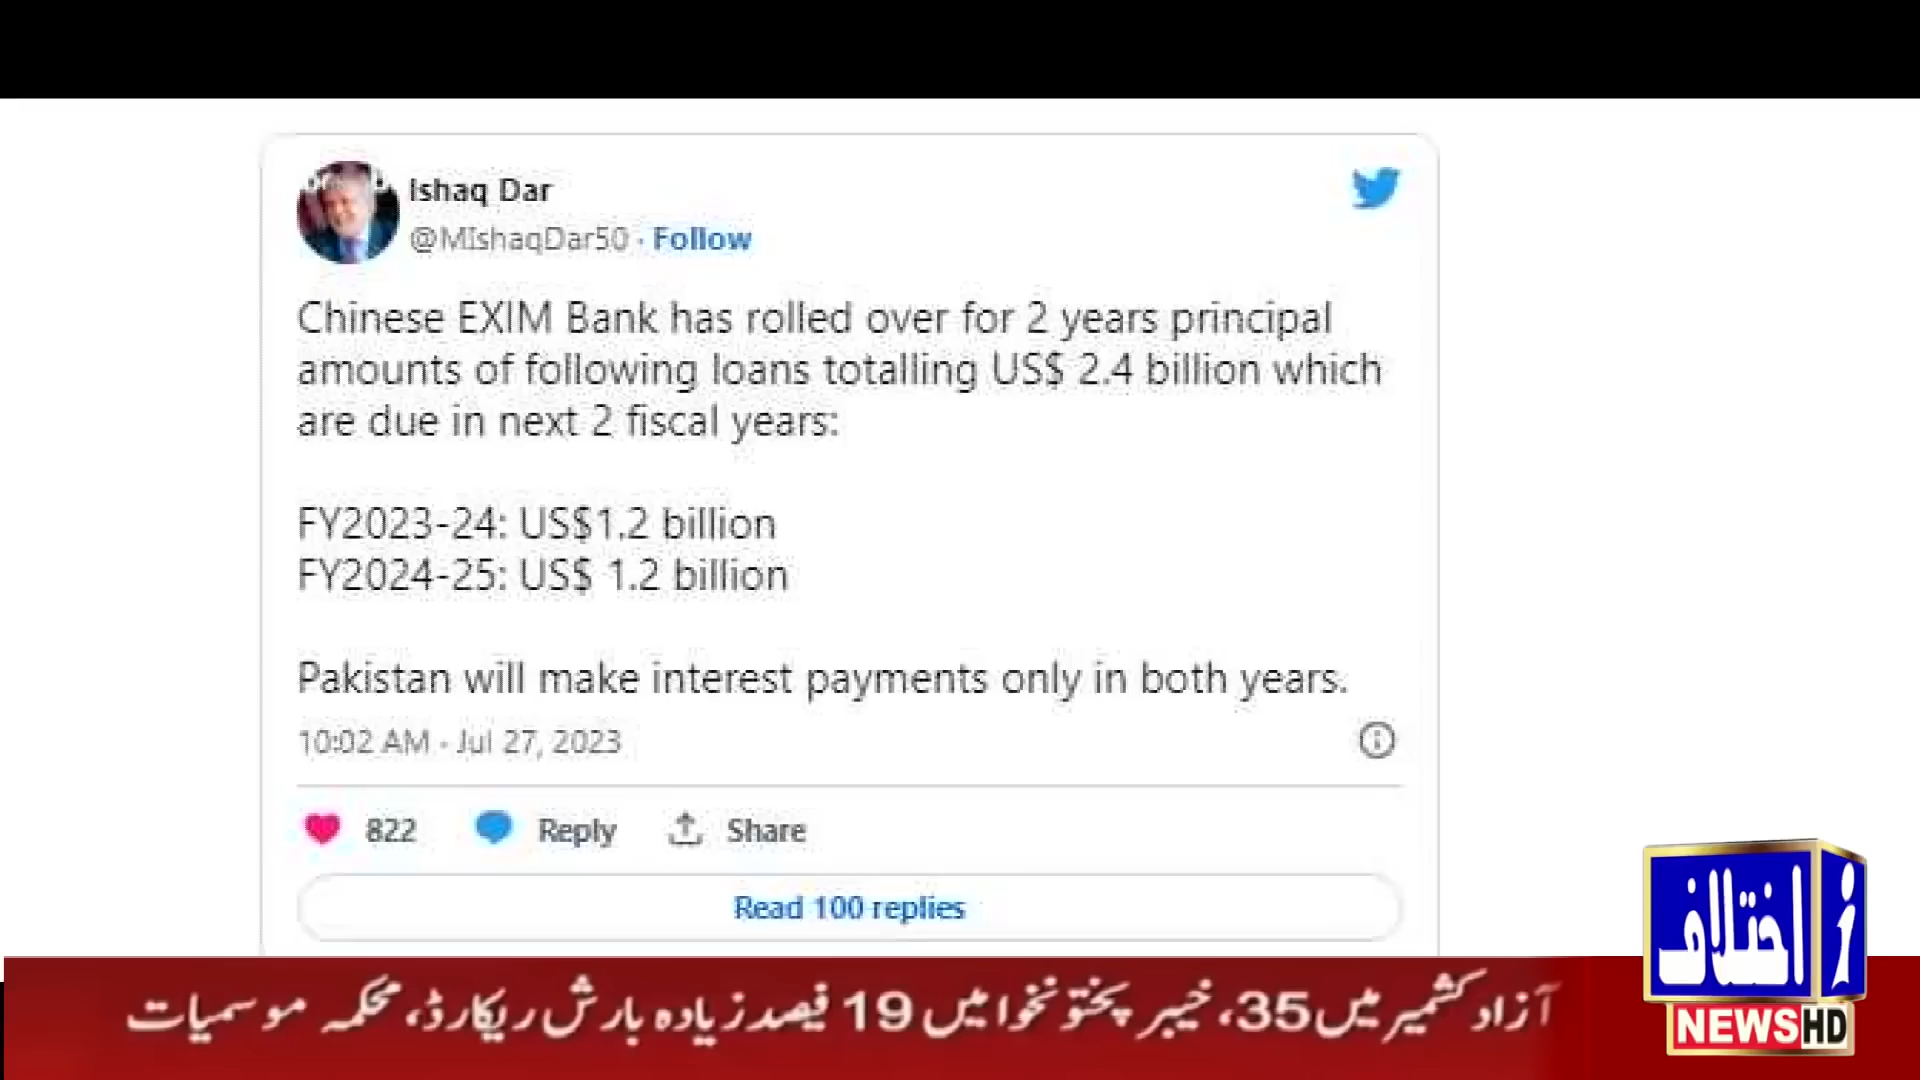 Ishaq Dar
@MIshaqDar50 · Follow
Chinese EXIM Bank has rolled over for 2 years principal
amounts of following loans totalling US$ 2.4 billion which
are due in next 2 fiscal years:
FY2023-24: US$1.2 billion
FY2024-25: US$ 1.2 billion
Pakistan will make interest payments only in both years.
10:02 AM · Jul 27, 2023
822 Reply Share
Read 100 replies
اختلاف
NEWSHD
آزاد کشمیر میں 35، خیبر پختونخوا میں 19 فیصد زیادہ بارش ریکارڈ، محکمہ موسمیات